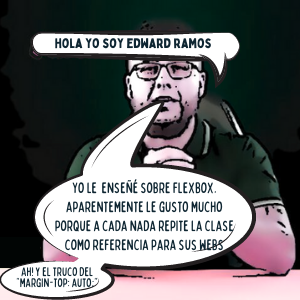 HOLA YO SOY EDWARD RAMOS
YO LE ENSEÑÉ SOBRE FLEXBOX.
APARENTEMENTE LE GUSTO MUCHO
PORQUE A CADA NADA REPITE LA CLASE
COMO REFERENCIA PARA SUS WEBS
AH! Y EL TRUCO DEL
"MARGIN-TOP: AUTO;"